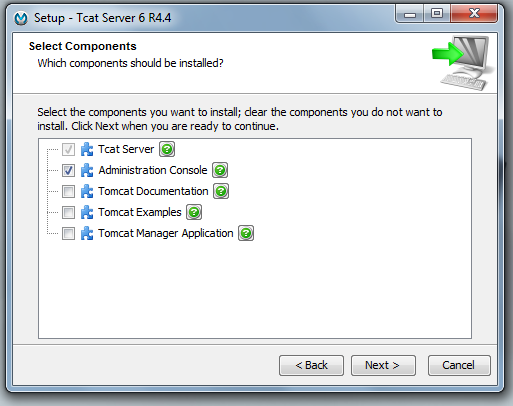 Setup - Tcat Server 6 R4.4
Select Components
Which components should be installed?
Select the components you want to install; clear the components you do not want to
install. Click Next when you are ready to continue.
Tcat Server
Administration Console
Tomcat Documentation
Tomcat Examples
Tomcat Manager Application
< Back
Next >
Cancel